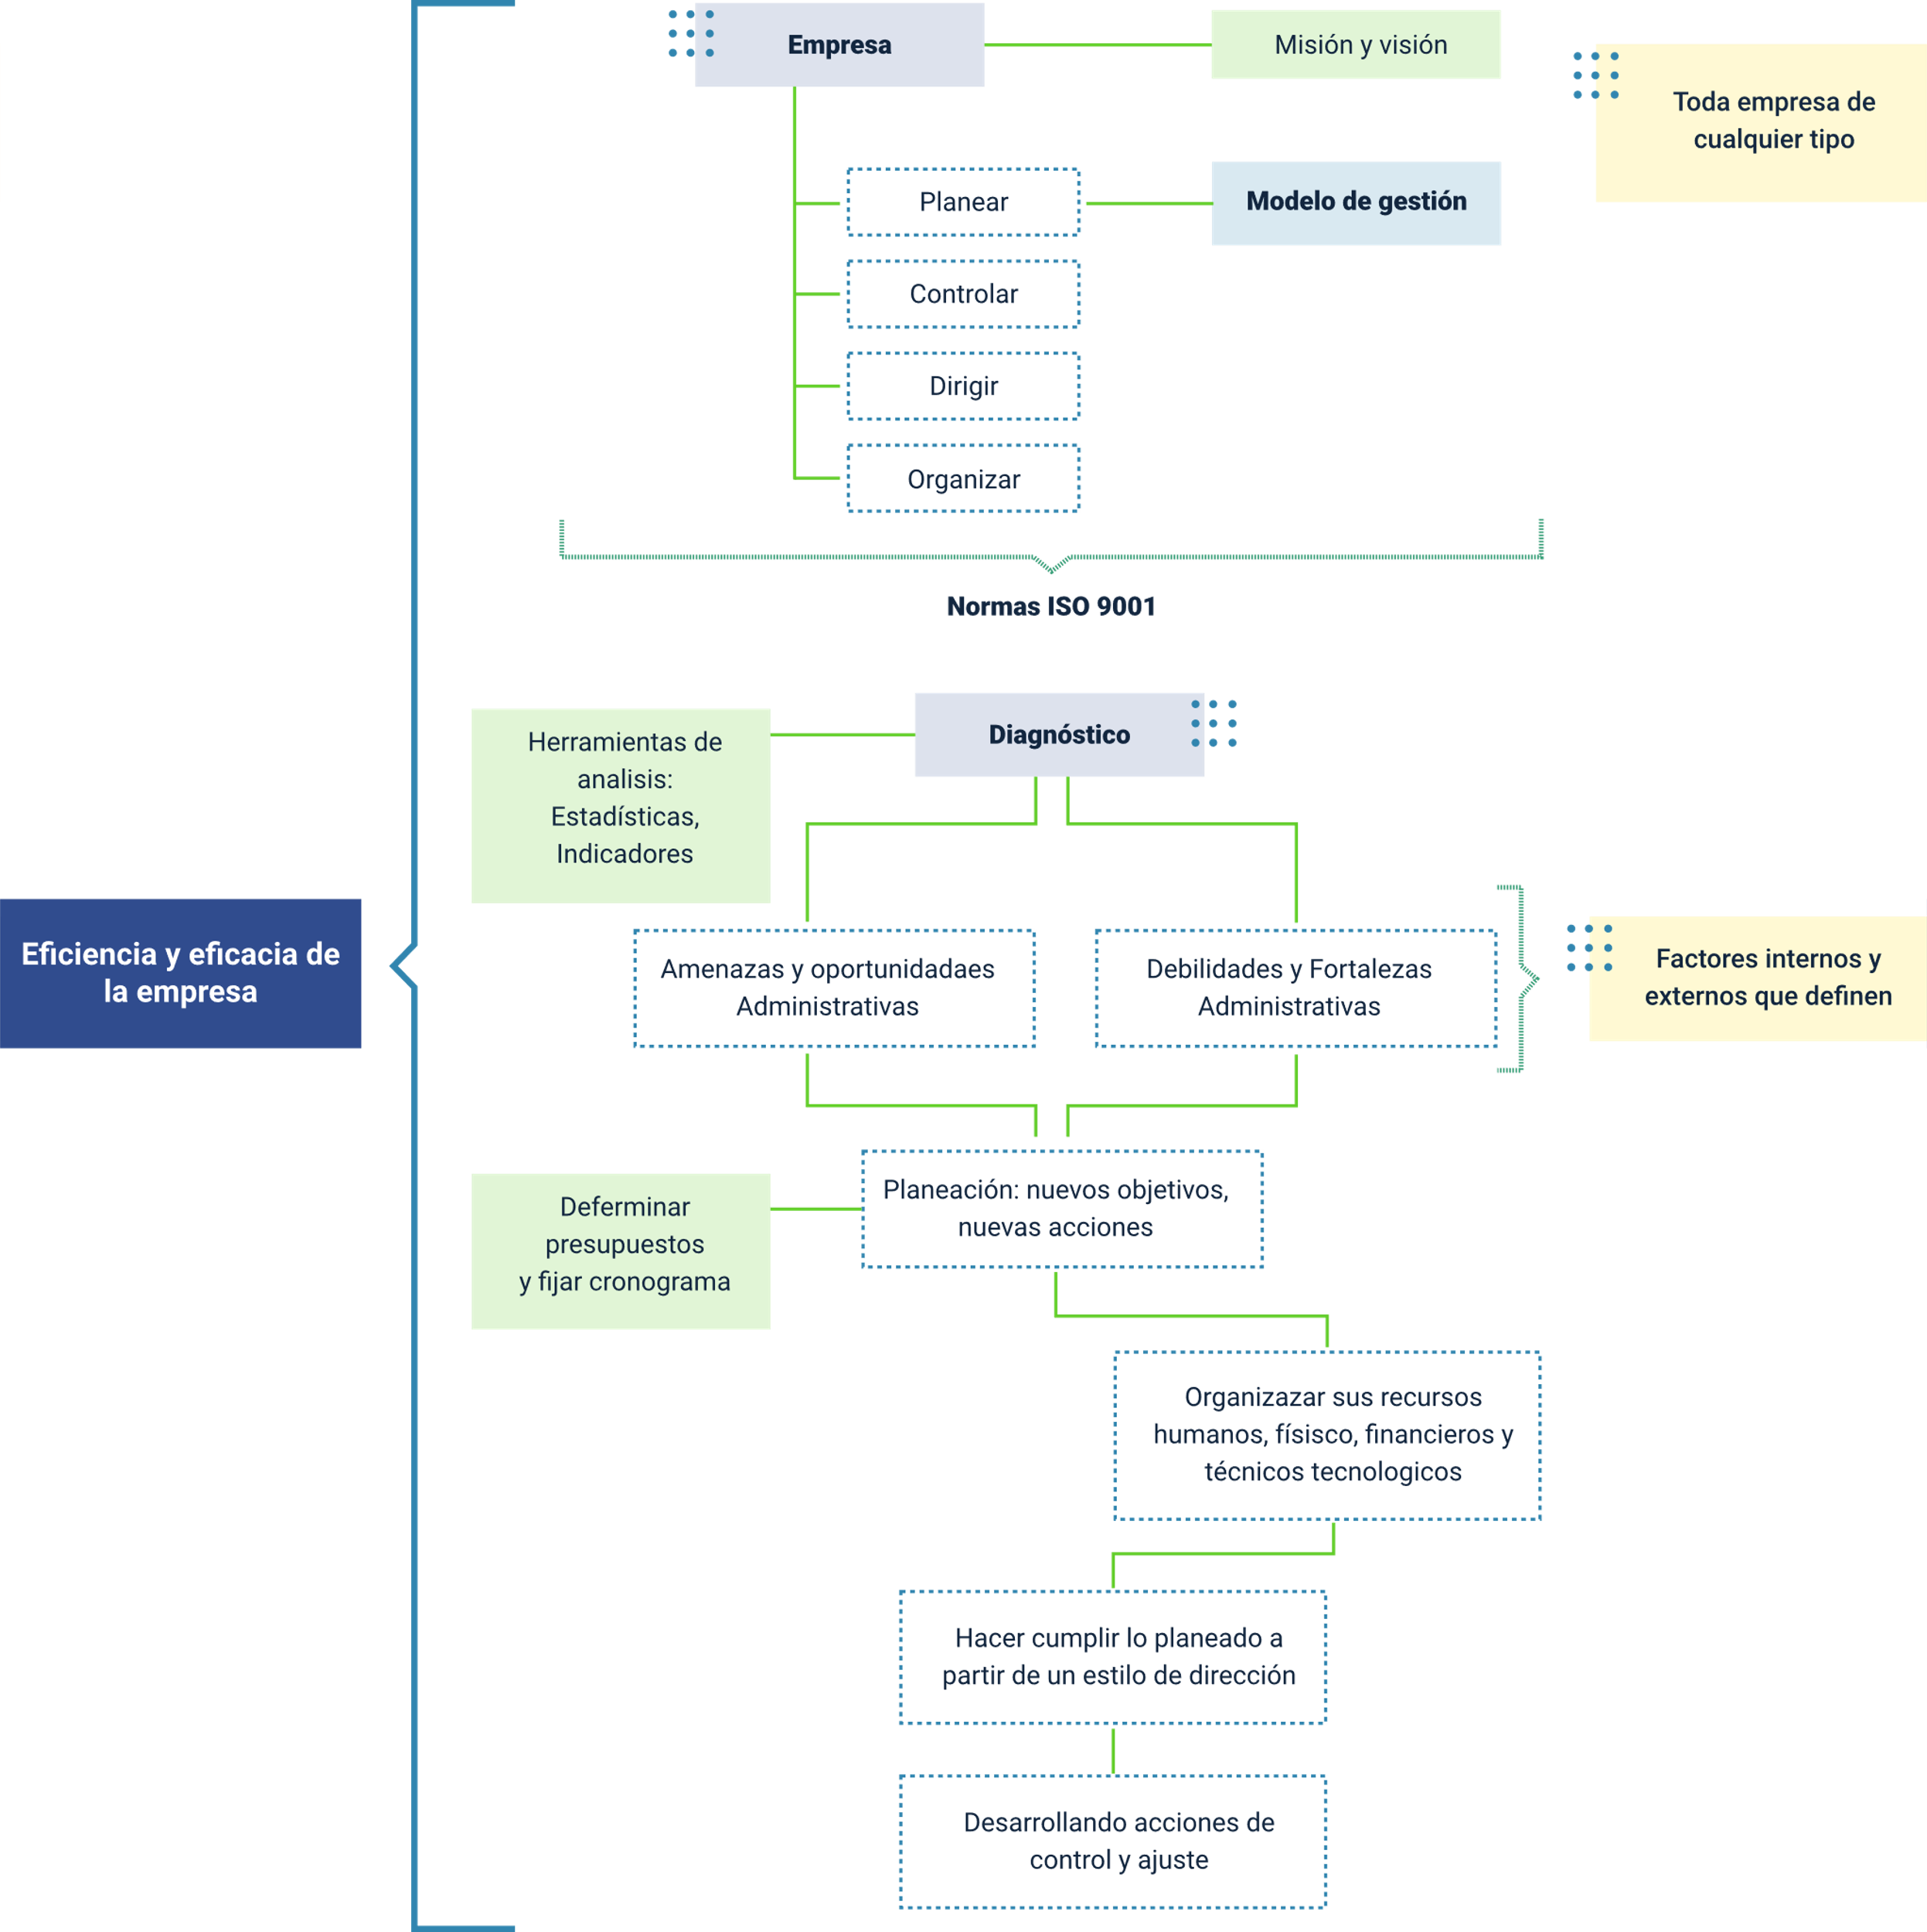 Empresa
Misión y visión
Toda empresa de
cualquier tipo
Planear
Modelo de gestión
Controlar
Dirigir
Organizar
Normas ISO 9001
Diagnóstico
Herramientas de
analisis:
Estadísticas,
Indicadores
Eficiencia y eficacia de
la empresa
Amenazas y oportunidadaes
Administrativas
Debilidades y Fortalezas
Administrativas
Factores internos y
externos que definen
Planeación: nuevos objetivos,
nuevas acciones
Deferminar
presupuestos
y fijar cronograma
Organizazar sus recursos
humanos, físisco, financieros y
técnicos tecnologicos
Hacer cumplir lo planeado a
partir de un estilo de dirección
Desarrollando acciones de
control y ajuste